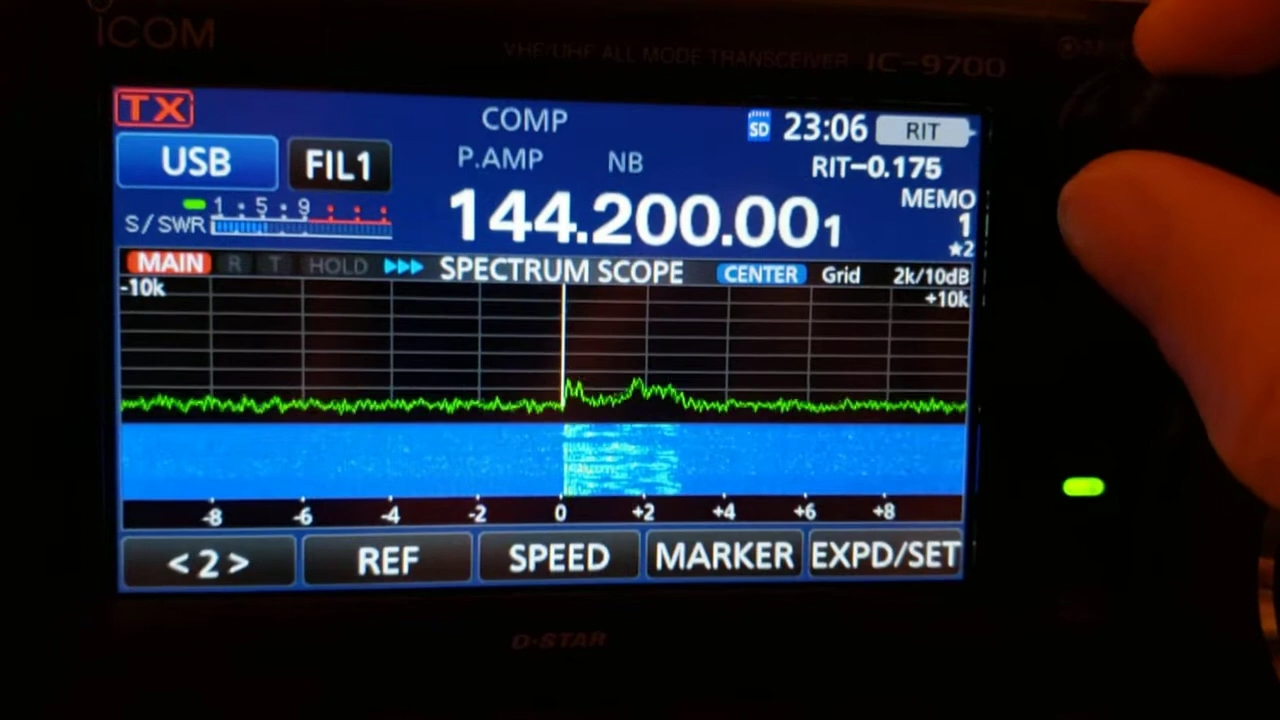 ICOM
VHF/UHF ALL MODE TRANSCEIVER IC-9700
TX COMP SD 23:06 RIT
USB FIL1 P.AMP NB RIT-0.175
S/SWR 1:5:9 144.200.001 MEMO
1
★2
MAIN R T HOLD SPECTRUM SCOPE CENTER Grid 2k/10dB
-10k +10k
-8 -6 -4 -2 0 +2 +4 +6 +8
<2> REF SPEED MARKER EXPD/SET
D-STAR